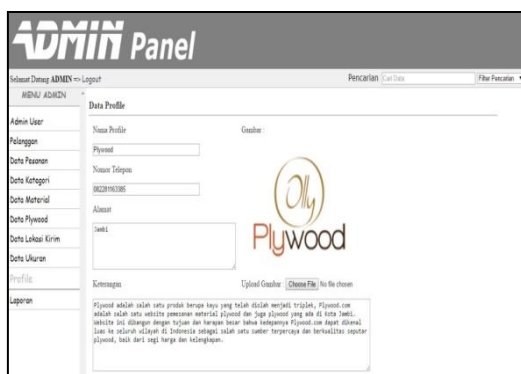 ADMIN Panel
Selamat Datang ADMIN => Logout
Pencarian Cari Data Filter Pencarian
MENU ADMIN
Data Profile
Admin User
Pelanggan
Data Pesanan
Data Kategori
Data Material
Data Plywood
Data Lokasi Kirim
Data Ukuran
Profile
Laporan
Nama Profile
Gambar
Plywood
Nomor Telepon
082281163385
Alamat
Jambi
Olly
Plywood
Keterangan
Upload Gambar Choose File No file chosen
Plywood adalah salah satu produk berupa kayu yang telah diolah menjadi triplek, Plywood.com
adalah salah satu website pemesanan material plywood dan juga plywood yang ada di Kota Jambi.
Website ini dibangun dengan tujuan dan harapan besar bahwa kedepannya Plywood.com dapat dikenal
luas ke seluruh wilayah di Indonesia sebagai salah satu sumber terpercaya dan berkualitas seputar
plywood, baik dari segi harga dan kelengkapan.